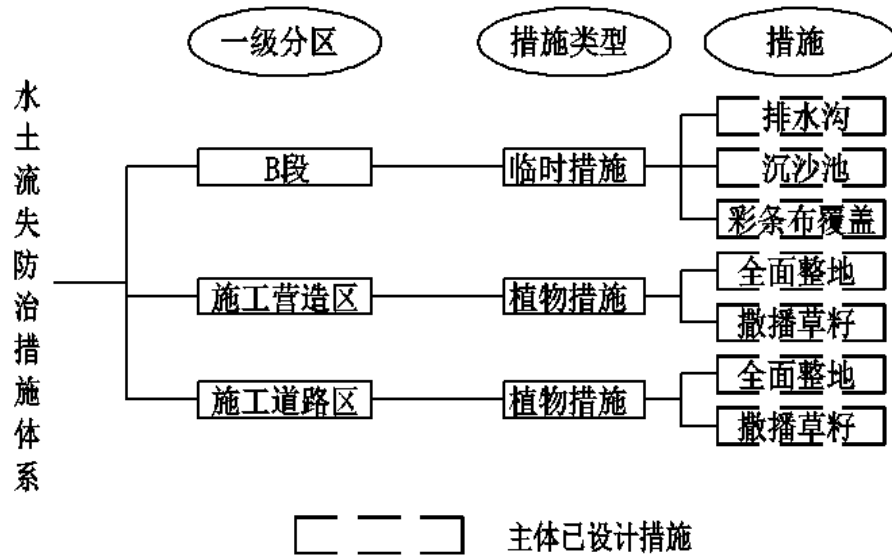 一级分区 措施类型 措施
水土流失防治措施体系
B段 临时措施 排水沟
沉沙池
彩条布覆盖
施工营造区 植物措施 全面整地
撒播草籽
施工道路区 植物措施 全面整地
撒播草籽
主体已设计措施